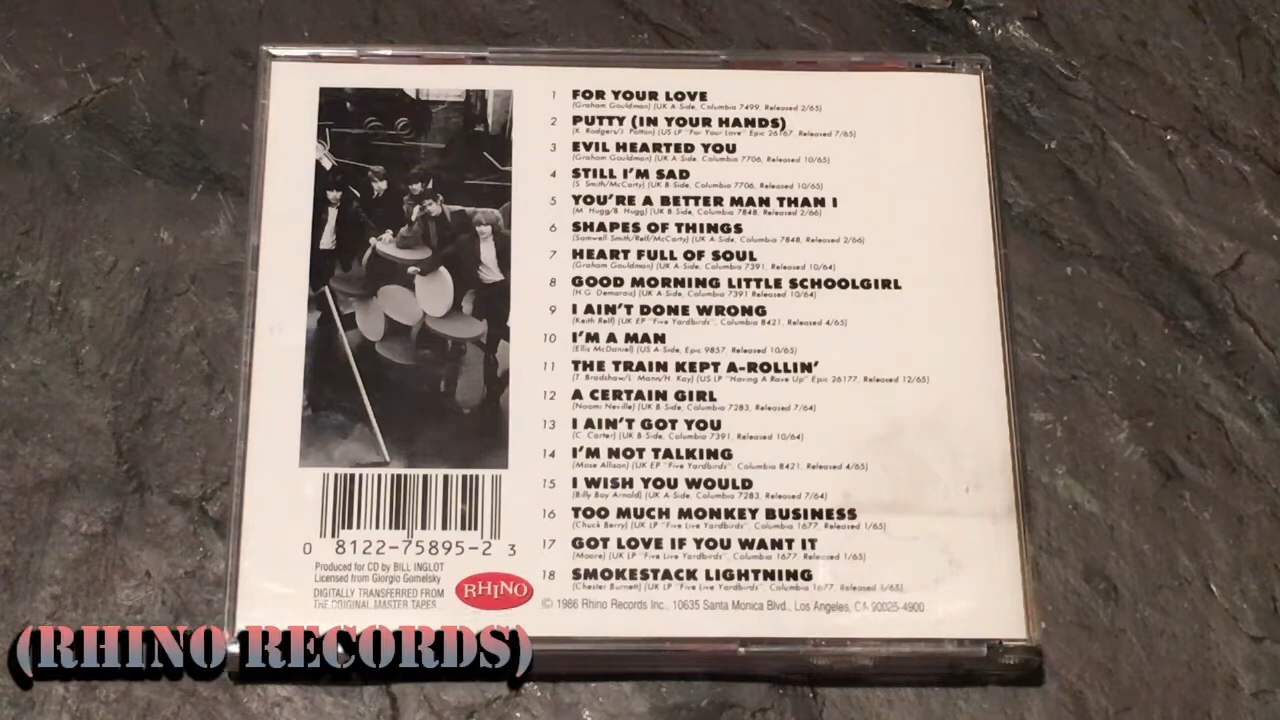 1 FOR YOUR LOVE
(Graham Gouldman) (UK A-Side, Columbia 7499, Released 2/65)
2 PUTTY (IN YOUR HANDS)
(K. Rodgers/J. Patton) (US LP "For Your Love" Epic 26167, Released 7/65)
3 EVIL HEARTED YOU
(Graham Gouldman) (UK A-Side, Columbia 7706, Released 10/65)
4 STILL I'M SAD
(S. Smith/McCarty) (UK B-Side, Columbia 7706, Released 10/65)
5 YOU'RE A BETTER MAN THAN I
(M. Hugg/B. Hugg) (UK B-Side, Columbia 7848, Released 2/66)
6 SHAPES OF THINGS
(Samwell-Smith/Relf/McCarty) (UK A-Side, Columbia 7848, Released 2/66)
7 HEART FULL OF SOUL
(Graham Gouldman) (UK A-Side, Columbia 7391, Released 10/64)
8 GOOD MORNING LITTLE SCHOOLGIRL
(H.G. Demarais) (UK A-Side, Columbia 7391 Released 10/64)
9 I AIN'T DONE WRONG
(Keith Relf) (UK EP "Five Yardbirds", Columbia 8421, Released 4/65)
10 I'M A MAN
(Ellis McDaniel) (US A-Side, Epic 9857, Released 10/65)
11 THE TRAIN KEPT A-ROLLIN'
(T. Bradshaw/L. Mann/H. Kay) (US LP "Having A Rave Up" Epic 26177, Released 12/65)
12 A CERTAIN GIRL
(Naomi Neville) (UK B-Side, Columbia 7283, Released 7/64)
13 I AIN'T GOT YOU
(C. Carter) (UK B-Side, Columbia 7391, Released 10/64)
14 I'M NOT TALKING
(Mose Allison) (UK EP "Five Yardbirds", Columbia 8421, Released 4/65)
15 I WISH YOU WOULD
(Billy Boy Arnold) (UK A-Side, Columbia 7283, Released 7/64)
16 TOO MUCH MONKEY BUSINESS
(Chuck Berry) (UK LP "Five Live Yardbirds", Columbia 1677, Released 1/65)
17 GOT LOVE IF YOU WANT IT
(Moore) (UK LP "Five Live Yardbirds", Columbia 1677, Released 1/65)
18 SMOKESTACK LIGHTNING
(Chester Burnett) (UK LP "Five Live Yardbirds", Columbia 1677, Released 1/65)
0 8122-75895-2 3
Produced for CD by BILL INGLOT
Licensed from Giorgio Gomelsky
DIGITALLY TRANSFERRED FROM
THE ORIGINAL MASTER TAPES
RHINO
© 1986 Rhino Records Inc., 10635 Santa Monica Blvd., Los Angeles, CA 90025-4900
(RHINO RECORDS)